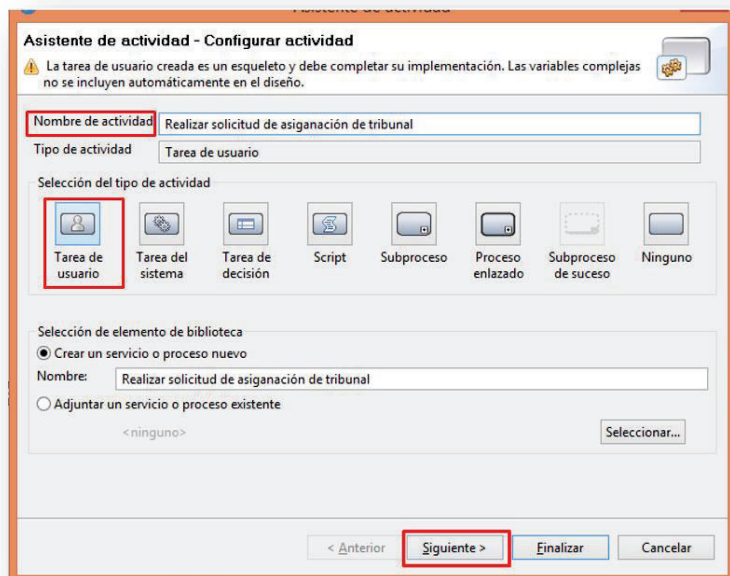 Asistente de actividad
Asistente de actividad - Configurar actividad
La tarea de usuario creada es un esqueleto y debe completar su implementación. Las variables complejas
no se incluyen automáticamente en el diseño.
Nombre de actividad Realizar solicitud de asiganación de tribunal
Tipo de actividad Tarea de usuario
Selección del tipo de actividad
Tarea de usuario
Tarea del sistema
Tarea de decisión
Script
Subproceso
Proceso enlazado
Subproceso de suceso
Ninguno
Selección de elemento de biblioteca
Crear un servicio o proceso nuevo
Nombre: Realizar solicitud de asiganación de tribunal
Adjuntar un servicio o proceso existente
<ninguno> Seleccionar...
< Anterior Siguiente > Finalizar Cancelar